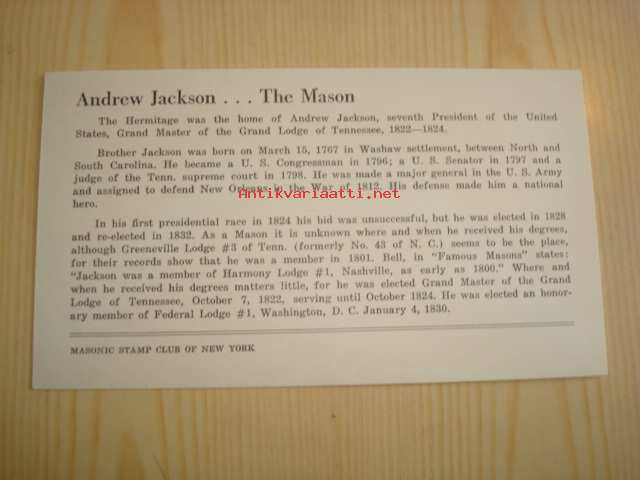 Andrew Jackson . . . The Mason
The Hermitage was the home of Andrew Jackson, seventh President of the United
States, Grand Master of the Grand Lodge of Tennessee, 1822—1824.
Brother Jackson was born on March 15, 1767 in Washaw settlement, between North and
South Carolina. He became a U. S. Congressman in 1796; a U. S. Senator in 1797 and a
judge of the Tenn. supreme court in 1798. He was made a major general in the U. S. Army
and assigned to defend New Orleans in the War of 1812. His defense made him a national
hero.
Antikvariaatti.net
In his first presidential race in 1824 his bid was unsuccessful, but he was elected in 1828
and re-elected in 1832. As a Mason it is unknown where and when he received his degrees,
although Greeneville Lodge #3 of Tenn. (formerly No. 43 of N. C.) seems to be the place,
for their records show that he was a member in 1801. Bell, in "Famous Masons" states:
"Jackson was a member of Harmony Lodge #1, Nashville, as early as 1800." Where and
when he received his degrees matters little, for he was elected Grand Master of the Grand
Lodge of Tennessee, October 7, 1822, serving until October 1824. He was elected an honor-
ary member of Federal Lodge #1, Washington, D. C. January 4, 1830.
MASONIC STAMP CLUB OF NEW YORK